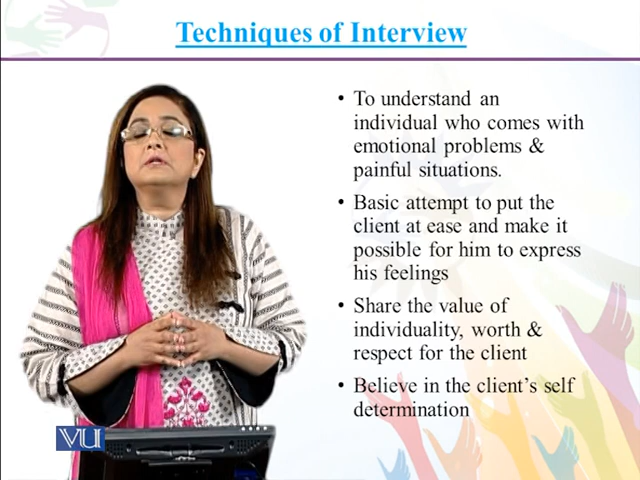 Techniques of Interview
• To understand an
individual who comes with
emotional problems &
painful situations.
• Basic attempt to put the
client at ease and make it
possible for him to express
his feelings
• Share the value of
individuality, worth &
respect for the client
• Believe in the client's self
determination
VU